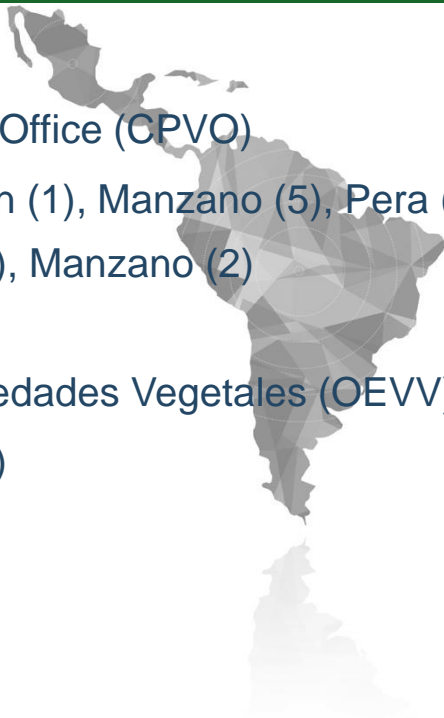 Office (CPVO)
n (1), Manzano (5), Pera (
), Manzano (2)
edades Vegetales (OEVV)
)